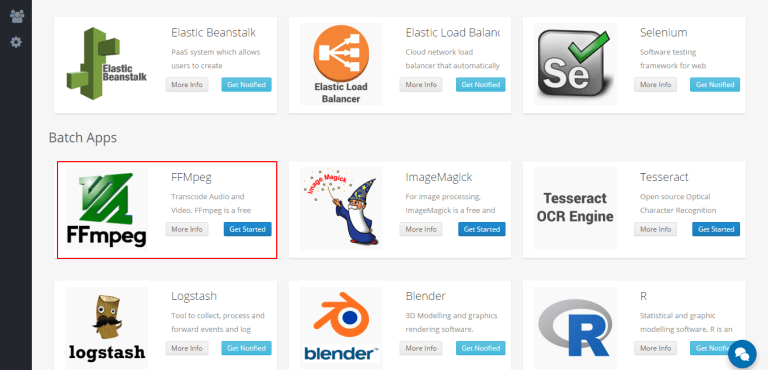 Elastic Beanstalk
PaaS system which allows
users to create
More Info
Get Notified
Elastic
Beanstalk
Elastic Load Balanc
Cloud network load
balancer that automatically
More Info
Get Notified
Elastic Load
Balancer
Selenium
Software testing
framework for web
More Info
Get Notified
Se
Batch Apps
FFMpeg
Transcode Audio and
Video. FFmpeg is a free
More Info
Get Started
FFmpeg
ImageMagick
For image processing,
ImageMagick is a free and
More Info
Get Started
Image Magick
Tesseract
Open source Optical
Character Recognition
More Info
Get Started
Tesseract
OCR Engine
Logstash
Tool to collect, process and
forward events and log
More Info
Get Notified
logstash
Blender
3D Modelling and graphics
rendering software.
More Info
Get Notified
blender
R
Statistical and graphic
modelling software, R is an
More Info
Get Notified
R